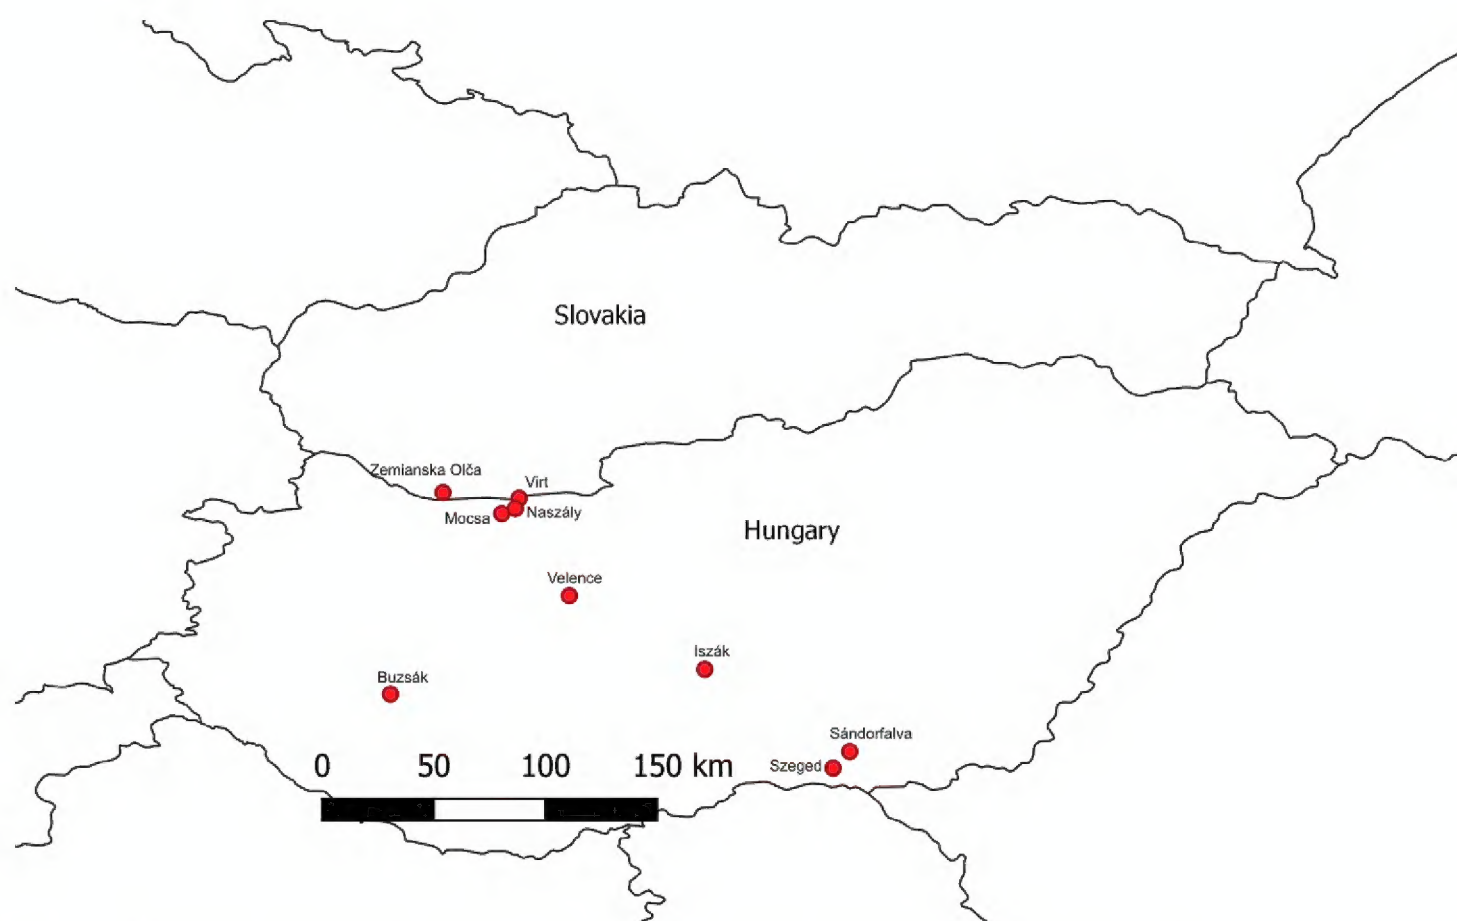 Slovakia
Zemianska Olča
Virt
Mocsa
Naszály
Hungary
Velence
Iszák
Buzsák
Sándorfalva
Szeged
0 50 100 150 km